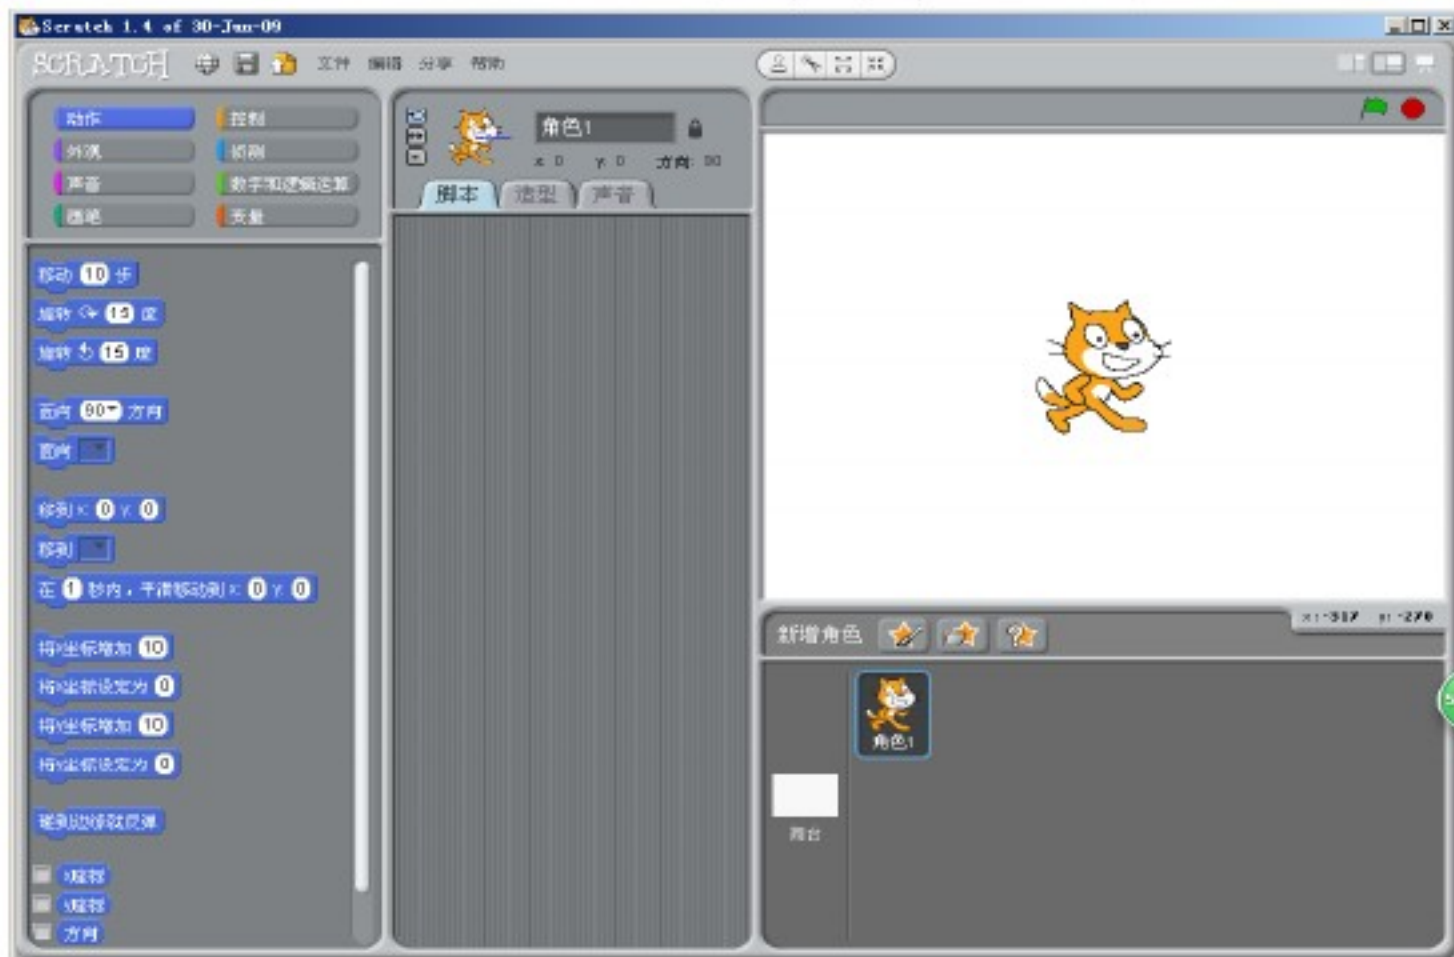 Scratch 1.4 of 30-Jun-09
SCRATCH 文件 编辑 分享 帮助
动作 控制
外观 侦测
声音 数字和逻辑运算
画笔 变量
角色1
x: 0 y: 0 方向: 90
脚本 造型 声音
移动 10 步
旋转 15 度
旋转 15 度
面向 90 方向
面向
移到 x: 0 y: 0
移到
在 1 秒内，平滑移动到 x: 0 y: 0
将x坐标增加 10
将x坐标设定为 0
将y坐标增加 10
将y坐标设定为 0
碰到边缘就反弹
x座标
y座标
方向
x: -317 y: -270
新增角色
角色1
舞台